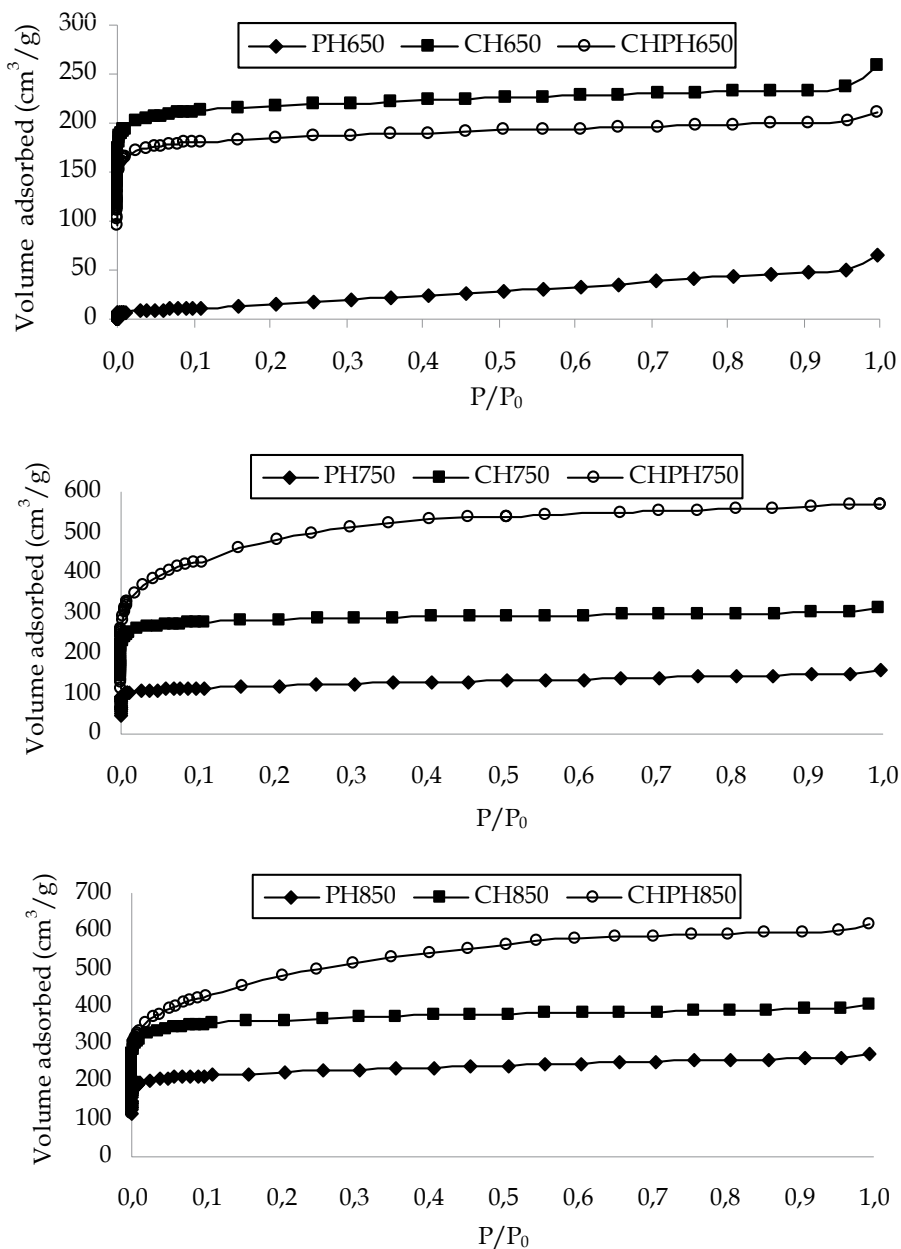 PH650 CH650 CHPH650
Volume adsorbed (cm³/g)
300
250
200
150
100
50
0
0,0 0,1 0,2 0,3 0,4 0,5 0,6 0,7 0,8 0,9 1,0
P/P₀
PH750 CH750 CHPH750
Volume adsorbed (cm³/g)
600
500
400
300
200
100
0
0,0 0,1 0,2 0,3 0,4 0,5 0,6 0,7 0,8 0,9 1,0
P/P₀
PH850 CH850 CHPH850
Volume adsorbed (cm³/g)
700
600
500
400
300
200
100
0
0,0 0,1 0,2 0,3 0,4 0,5 0,6 0,7 0,8 0,9 1,0
P/P₀